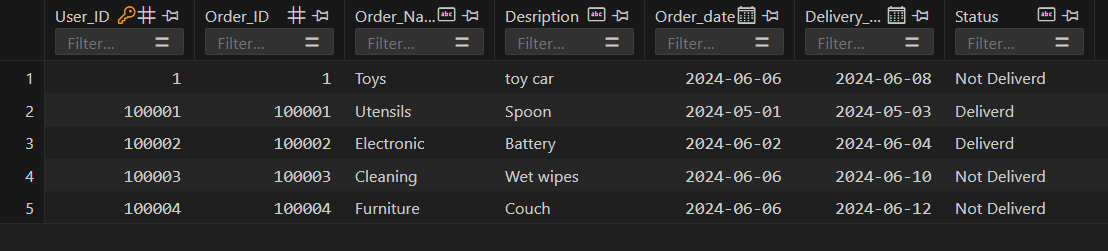 User_ID Order_ID Order_Na... abc Desription abc Order_date Delivery_... Status abc
Filter... Filter... Filter... Filter... Filter... Filter... Filter...
1 1 1 Toys toy car 2024-06-06 2024-06-08 Not Deliverd
2 100001 100001 Utensils Spoon 2024-05-01 2024-05-03 Deliverd
3 100002 100002 Electronic Battery 2024-06-02 2024-06-04 Deliverd
4 100003 100003 Cleaning Wet wipes 2024-06-06 2024-06-10 Not Deliverd
5 100004 100004 Furniture Couch 2024-06-06 2024-06-12 Not Deliverd